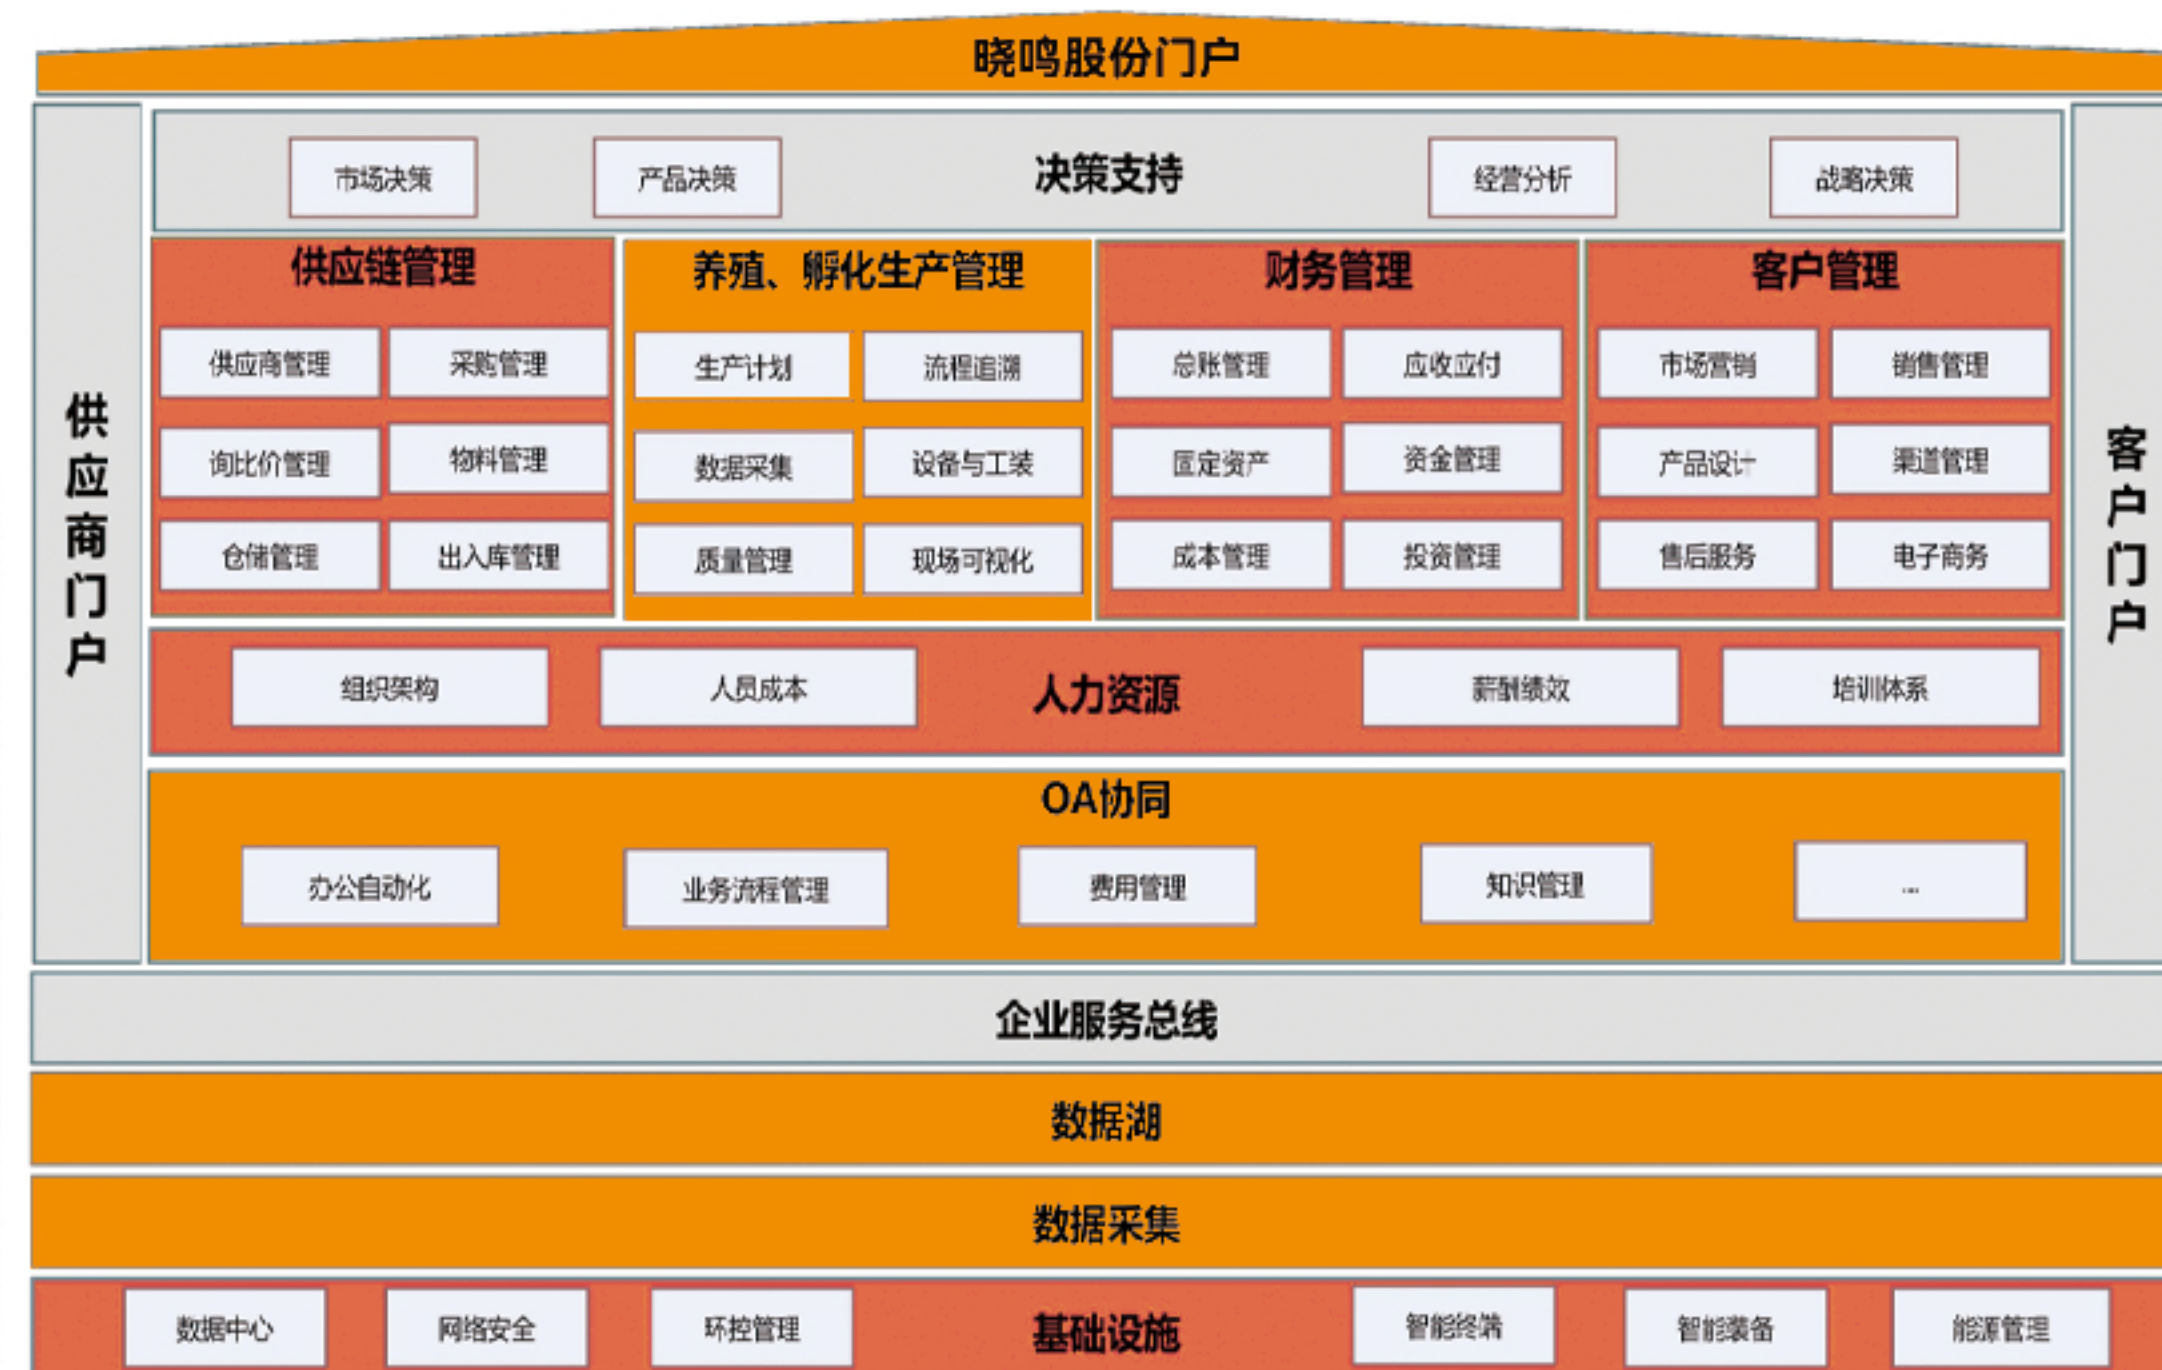 晓鸣股份门户
供应商门户
市场决策
产品决策
决策支持
经营分析
战略决策
供应链管理
供应商管理
采购管理
询比价管理
物料管理
仓储管理
出入库管理
养殖、孵化生产管理
生产计划
流程追溯
数据采集
设备与工装
质量管理
现场可视化
财务管理
总账管理
应收应付
固定资产
资金管理
成本管理
投资管理
客户管理
市场营销
销售管理
产品设计
渠道管理
售后服务
电子商务
客户门户
组织架构
人员成本
人力资源
薪酬绩效
培训体系
OA协同
办公自动化
业务流程管理
费用管理
知识管理
...
企业服务总线
数据湖
数据采集
数据中心
网络安全
环控管理
基础设施
智能终端
智能装备
能源管理